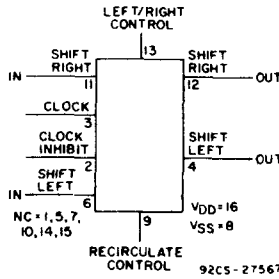 LEFT/RIGHT
CONTROL
13
SHIFT
RIGHT
IN
11
SHIFT
RIGHT
12
OUT
CLOCK
3
CLOCK
INHIBIT
2
SHIFT
LEFT
4
OUT
SHIFT
LEFT
IN
6
NC = 1, 5, 7,
10, 14, 15
9
VDD = 16
VSS = 8
RECIRCULATE
CONTROL
92CS-27567